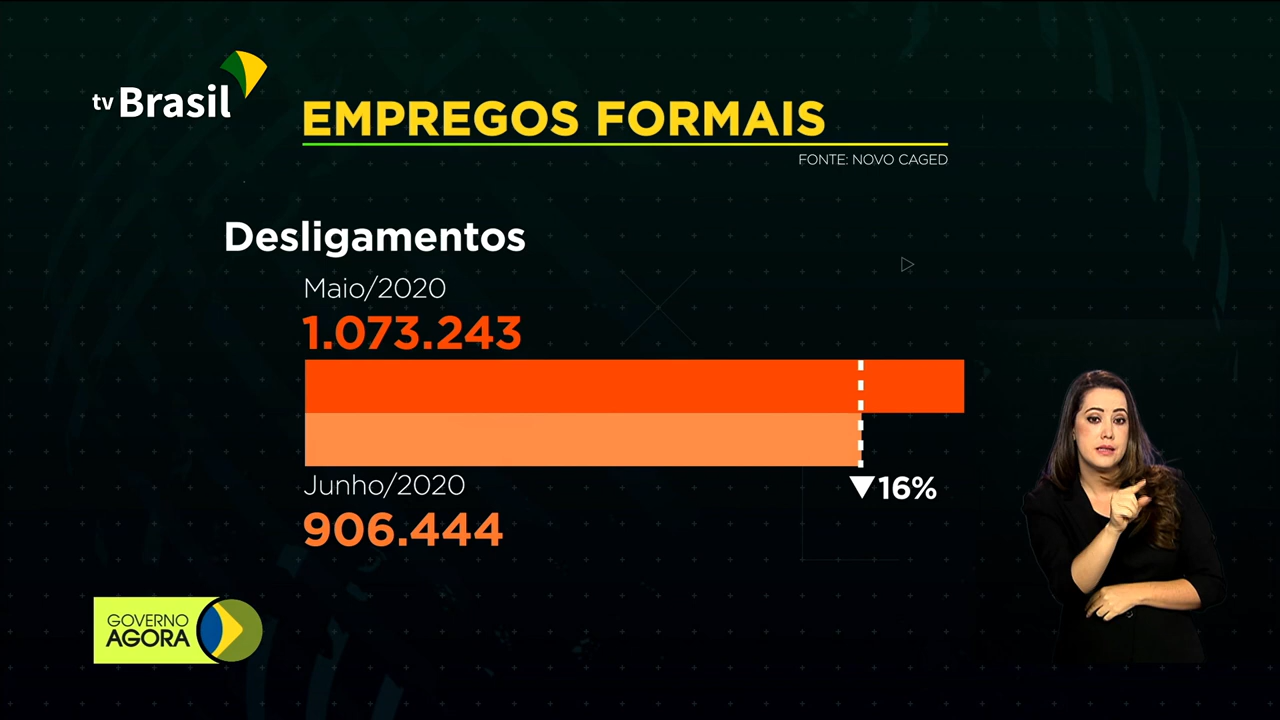 tv Brasil
EMPREGOS FORMAIS
FONTE: NOVO CAGED
Desligamentos
Maio/2020
1.073.243
Junho/2020
▼16%
906.444
GOVERNO
AGORA